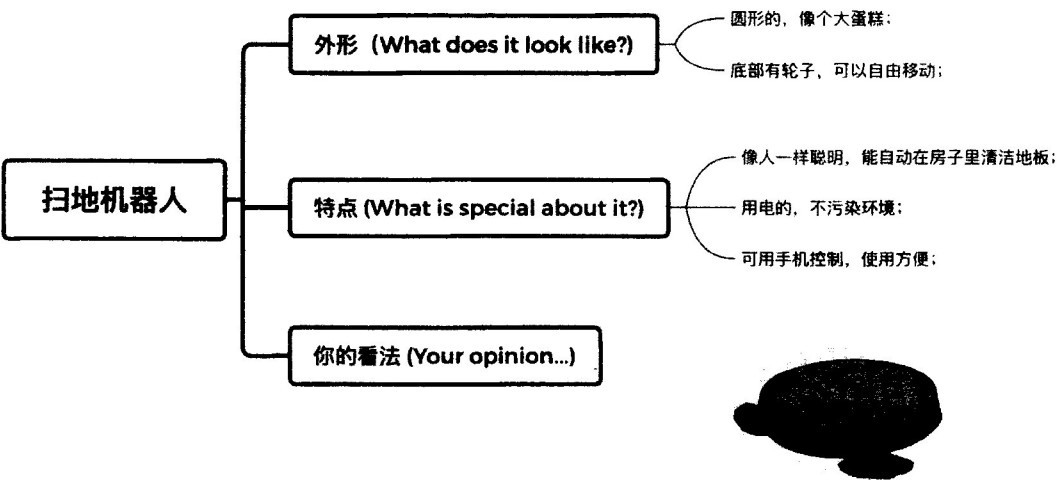 扫地机器人
外形（What does it look like?)
圆形的，像个大蛋糕；
底部有轮子，可以自由移动；
特点 (What is special about it?)
像人一样聪明，能自动在房子里清洁地板；
用电的，不污染环境；
可用手机控制，使用方便；
你的看法 (Your opinion...)